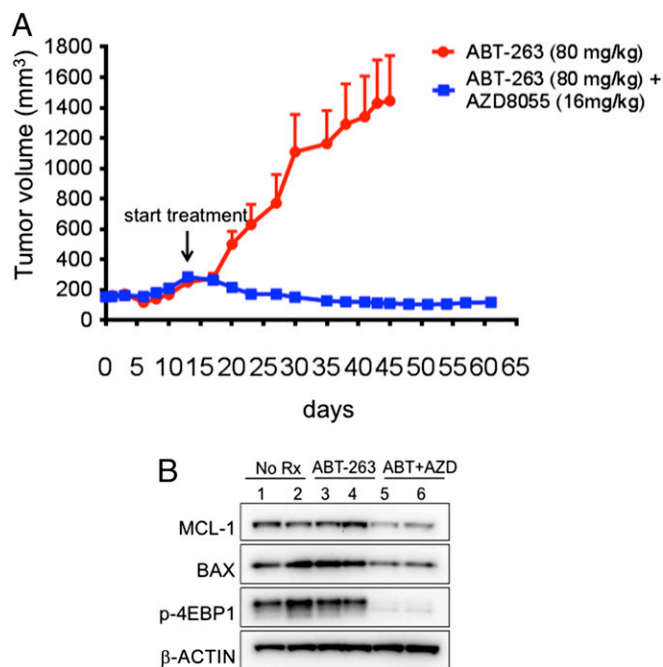 A
Tumor volume (mm³)
1800
1600
1400
1200
1000
800
600
400
200
0
start treatment
ABT-263 (80 mg/kg)
ABT-263 (80 mg/kg) +
AZD8055 (16mg/kg)
0 5 10 15 20 25 30 35 40 45 50 55 60 65
days
B
No Rx ABT-263 ABT+AZD
1 2 3 4 5 6
MCL-1
BAX
p-4EBP1
β-ACTIN